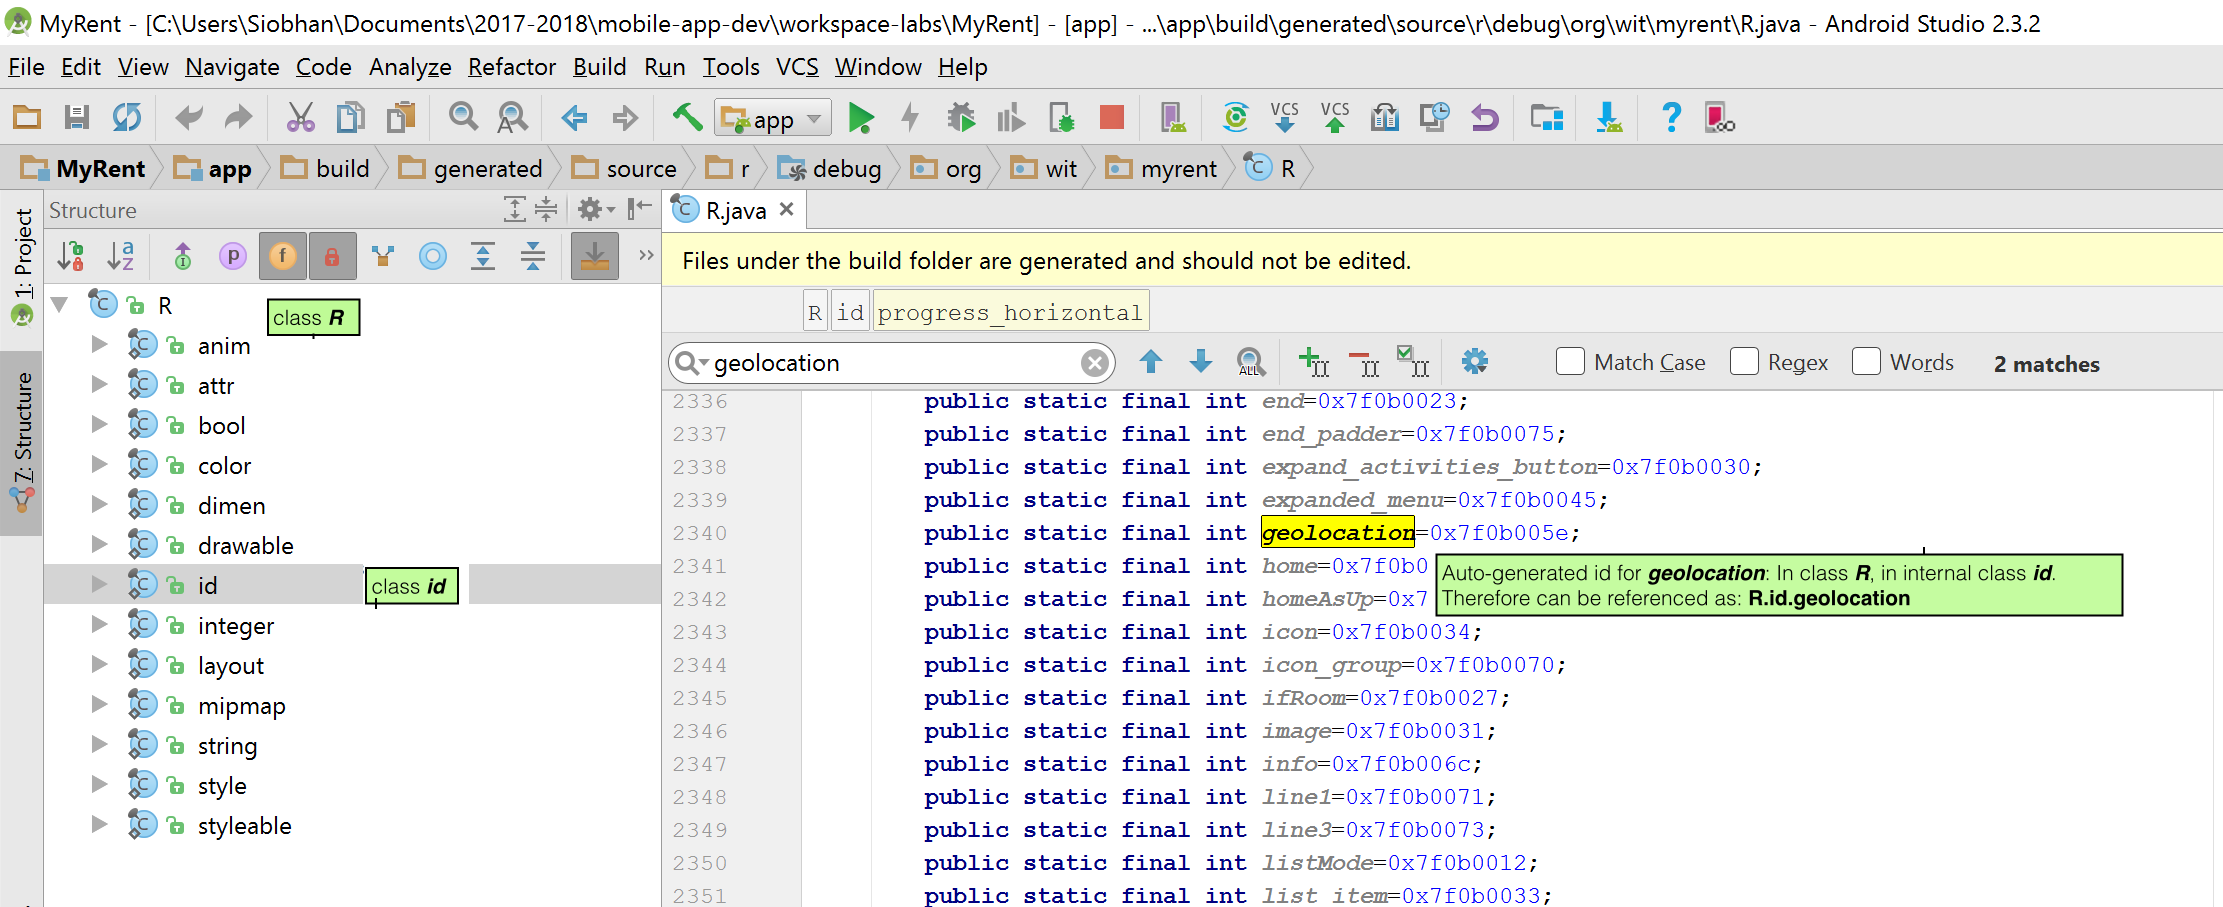 MyRent - [C:\Users\Siobhan\Documents\2017-2018\mobile-app-dev\workspace-labs\MyRent] - [app] - ...\app\build\generated\source\r\debug\org\wit\myrent\R.java - Android Studio 2.3.2
File Edit View Navigate Code Analyze Refactor Build Run Tools VCS Window Help
app VCS VCS ?
MyRent app build generated source r debug org wit myrent R
1: Project
7: Structure
Structure
R
class R
anim
attr
bool
color
dimen
drawable
id
class id
integer
layout
mipmap
string
style
styleable
R.java
Files under the build folder are generated and should not be edited.
R id progress_horizontal
geolocation ALL Match Case Regex Words 2 matches
2336 public static final int end=0x7f0b0023;
2337 public static final int end_padder=0x7f0b0075;
2338 public static final int expand_activities_button=0x7f0b0030;
2339 public static final int expanded_menu=0x7f0b0045;
2340 public static final int geolocation=0x7f0b005e;
2341 public static final int home=0x7f0b0
2342 public static final int homeAsUp=0x7
Auto-generated id for geolocation: In class R, in internal class id.
Therefore can be referenced as: R.id.geolocation
2343 public static final int icon=0x7f0b0034;
2344 public static final int icon_group=0x7f0b0070;
2345 public static final int ifRoom=0x7f0b0027;
2346 public static final int image=0x7f0b0031;
2347 public static final int info=0x7f0b006c;
2348 public static final int line1=0x7f0b0071;
2349 public static final int line3=0x7f0b0073;
2350 public static final int listMode=0x7f0b0012;
2351 public static final int list_item=0x7f0b0033;